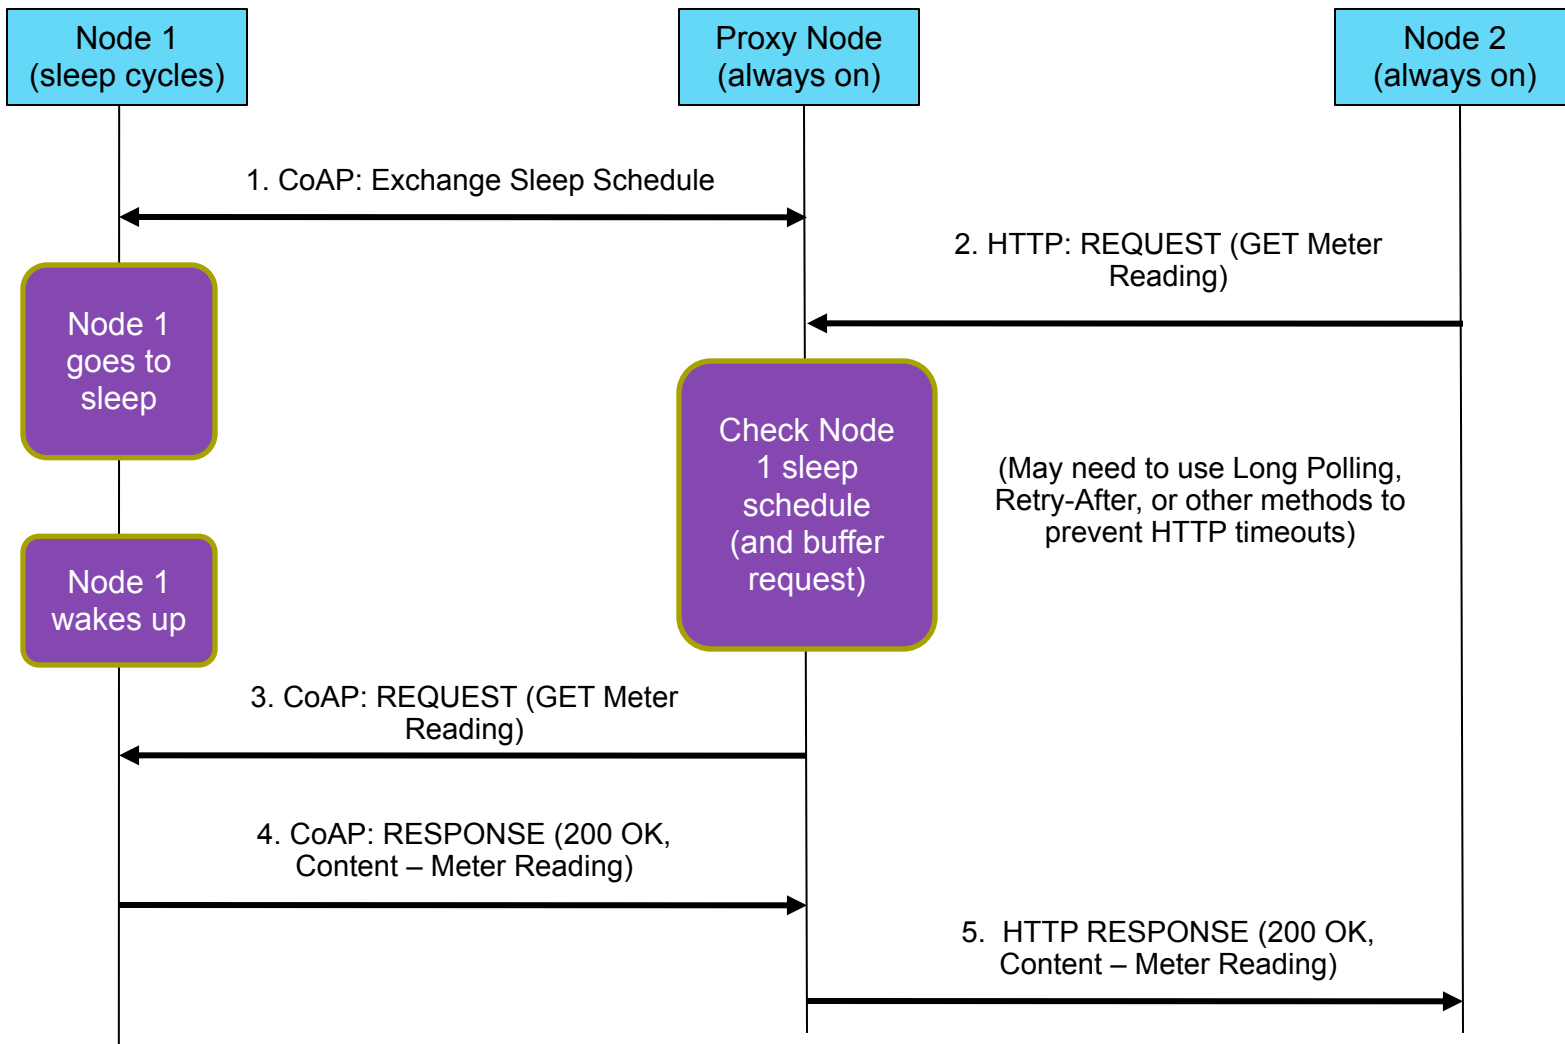 Node 1
(sleep cycles)
Proxy Node
(always on)
Node 2
(always on)
1. CoAP: Exchange Sleep Schedule
2. HTTP: REQUEST (GET Meter
Reading)
Node 1
goes to
sleep
Check Node
1 sleep
schedule
(and buffer
request)
(May need to use Long Polling,
Retry-After, or other methods to
prevent HTTP timeouts)
Node 1
wakes up
3. CoAP: REQUEST (GET Meter
Reading)
4. CoAP: RESPONSE (200 OK,
Content – Meter Reading)
5. HTTP RESPONSE (200 OK,
Content – Meter Reading)